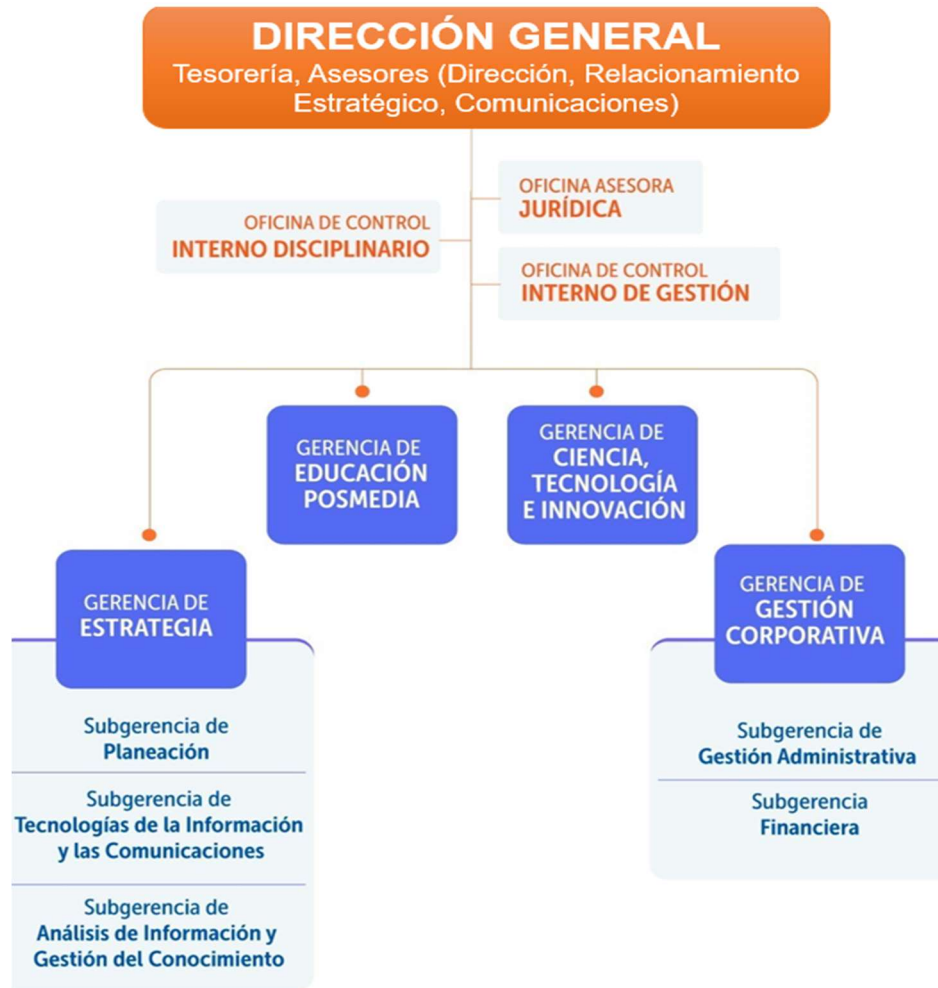 DIRECCIÓN GENERAL
Tesorería, Asesores (Dirección, Relacionamiento
Estratégico, Comunicaciones)
OFICINA ASESORA
JURÍDICA
OFICINA DE CONTROL
INTERNO DISCIPLINARIO
OFICINA DE CONTROL
INTERNO DE GESTIÓN
GERENCIA DE
EDUCACIÓN
POSMEDIA
GERENCIA DE
CIENCIA,
TECNOLOGÍA
E INNOVACIÓN
GERENCIA DE
ESTRATEGIA
Subgerencia de
Planeación
Subgerencia de
Tecnologías de la Información
y las Comunicaciones
Subgerencia de
Análisis de Información y
Gestión del Conocimiento
GERENCIA DE
GESTIÓN
CORPORATIVA
Subgerencia de
Gestión Administrativa
Subgerencia
Financiera